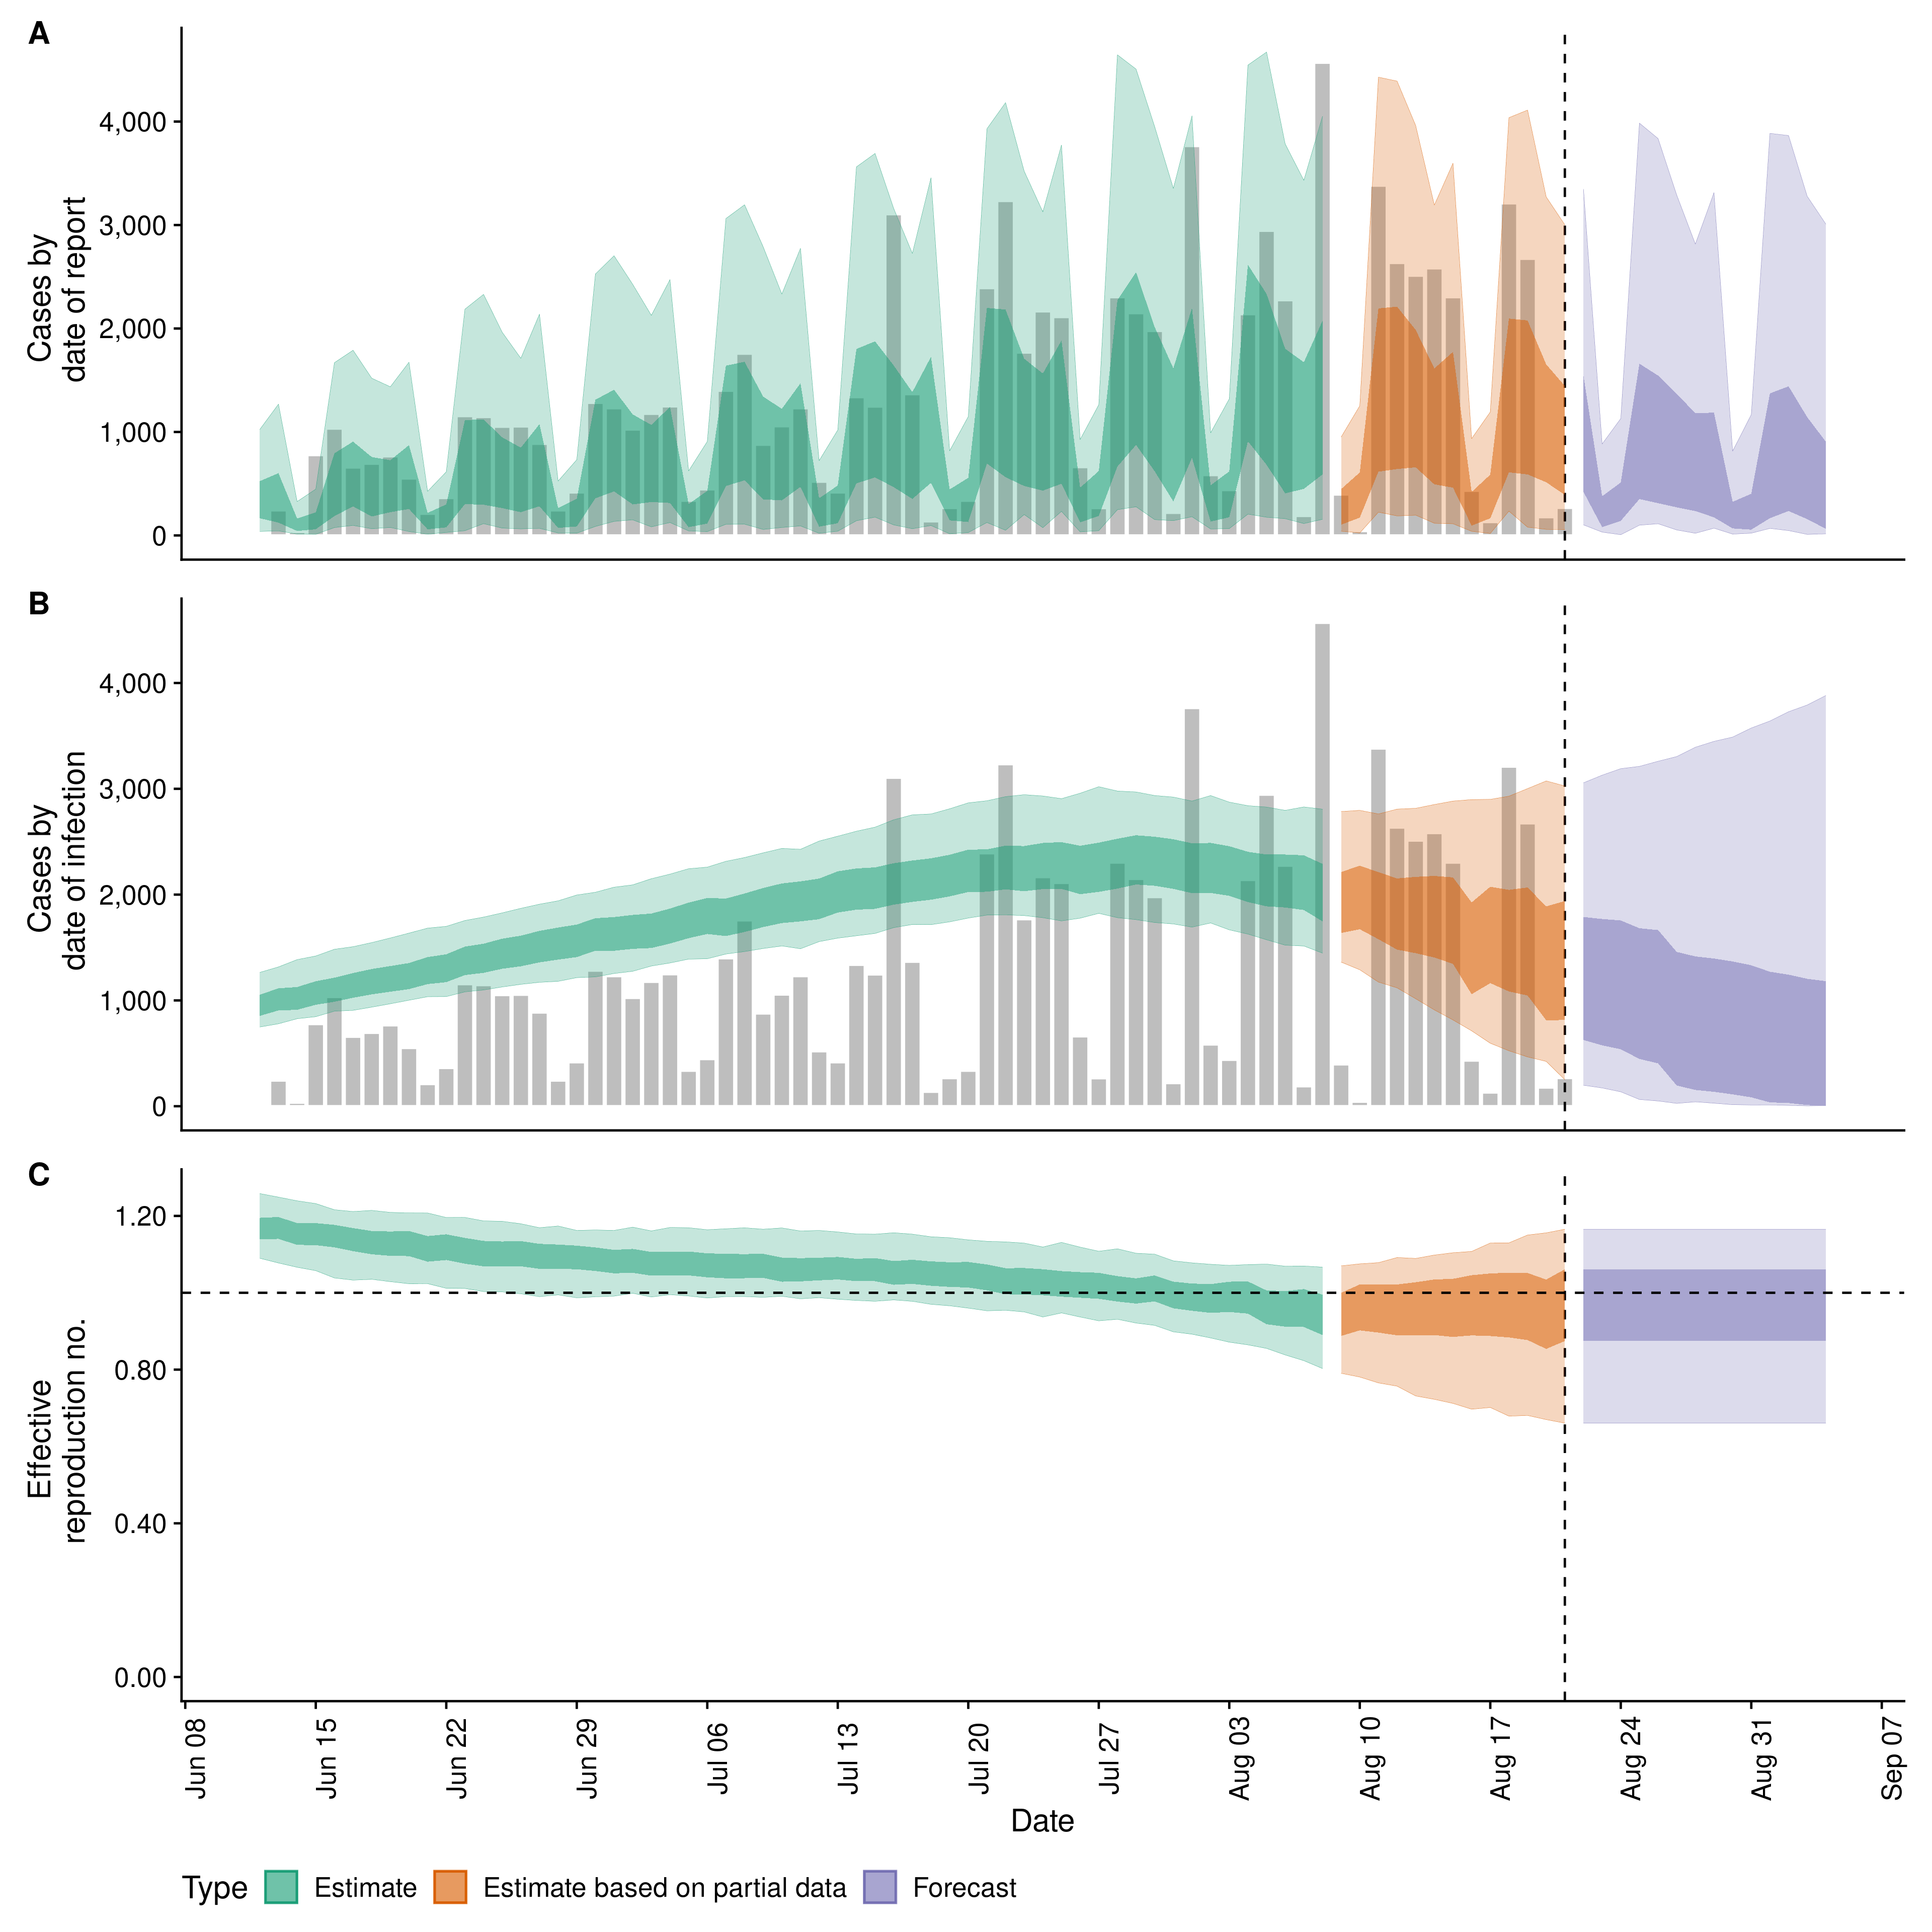 A
Cases by
date of report
4,000
3,000
2,000
1,000
0
B
Cases by
date of infection
4,000
3,000
2,000
1,000
0
C
Effective
reproduction no.
1.20
0.80
0.40
0.00
Jun 08
Jun 15
Jun 22
Jun 29
Jul 06
Jul 13
Jul 20
Jul 27
Aug 03
Aug 10
Aug 17
Aug 24
Aug 31
Sep 07
Date
Type Estimate Estimate based on partial data Forecast